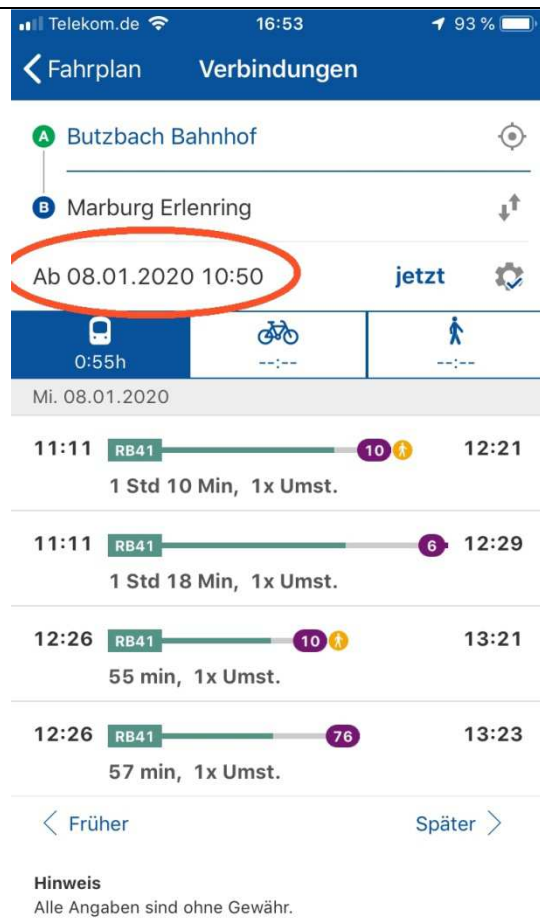 Telekom.de 16:53 93 %
Fahrplan Verbindungen
A Butzbach Bahnhof
B Marburg Erlenring
Ab 08.01.2020 10:50 jetzt
0:55h --:-- --:--
Mi. 08.01.2020
11:11 RB41 10 12:21
1 Std 10 Min, 1x Umst.
11:11 RB41 6 12:29
1 Std 18 Min, 1x Umst.
12:26 RB41 10 13:21
55 min, 1x Umst.
12:26 RB41 76 13:23
57 min, 1x Umst.
Früher Später
Hinweis
Alle Angaben sind ohne Gewähr.